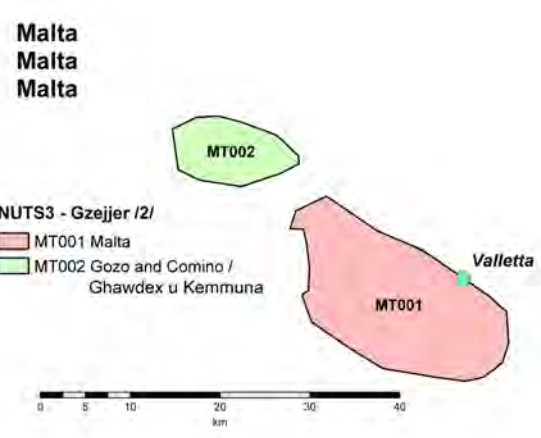 Malta
Malta
Malta
MT002
NUTS3 - Gzejjer /2/
MT001 Malta
MT002 Gozo and Comino /
Ghawdex u Kemmuna
Valletta
MT001
0 5 10 20 30 40
km